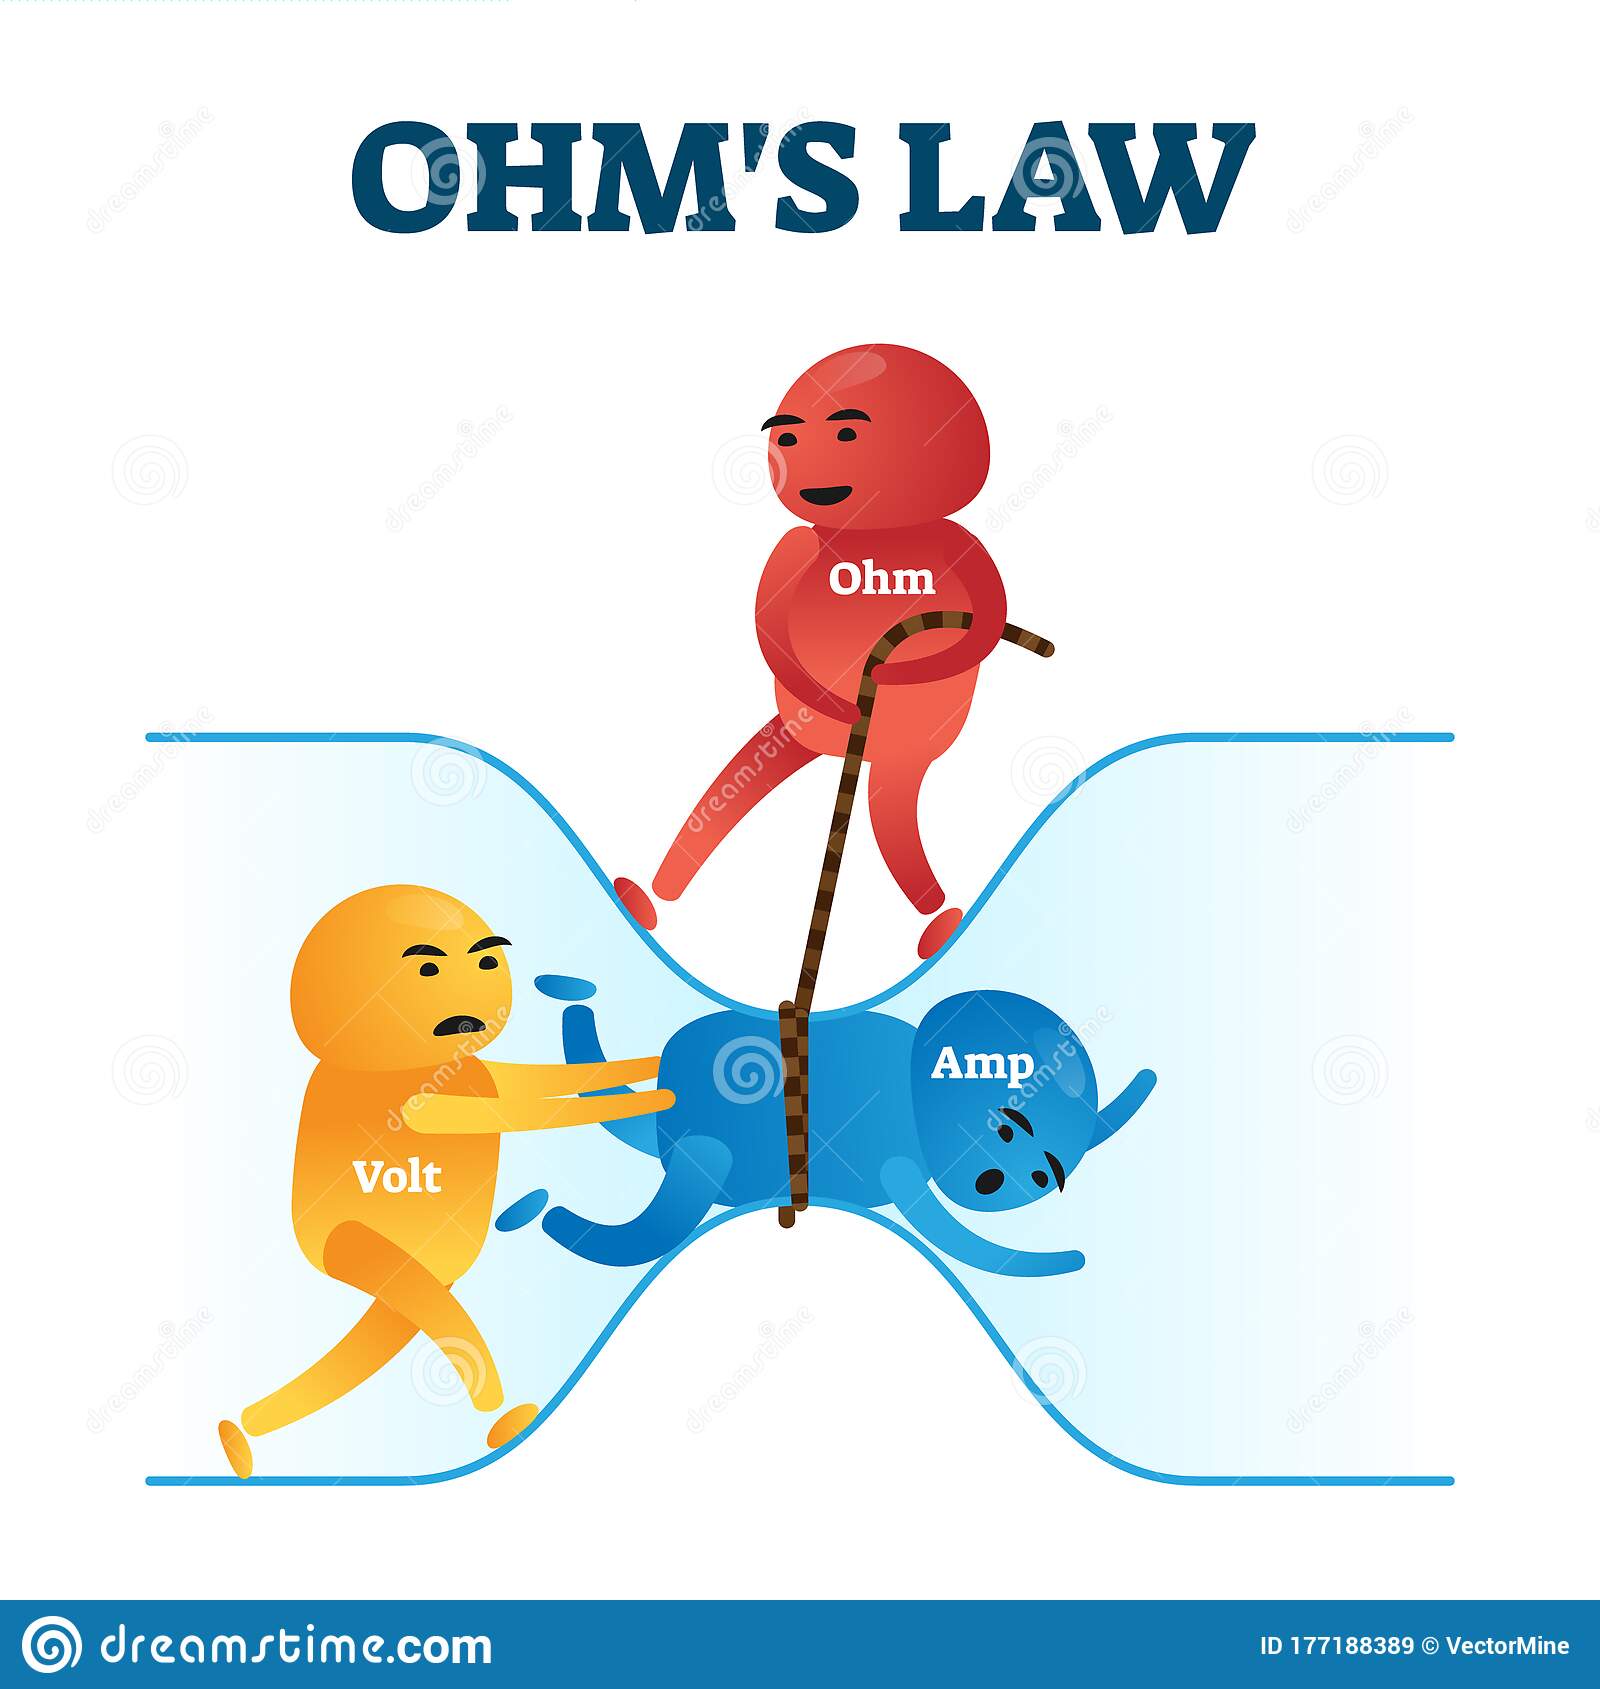 OHM'S LAW
Ohm
Amp
Volt
dreamstime.com
ID 177188389 © VectorMine